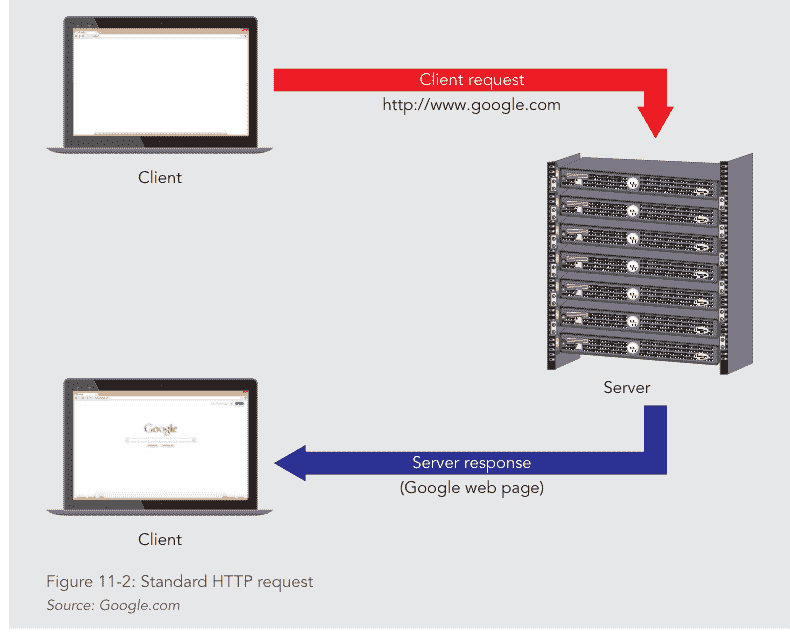 Client request
http://www.google.com
Client
Server
Google
Server response
(Google web page)
Client
Figure 11-2: Standard HTTP request
Source: Google.com